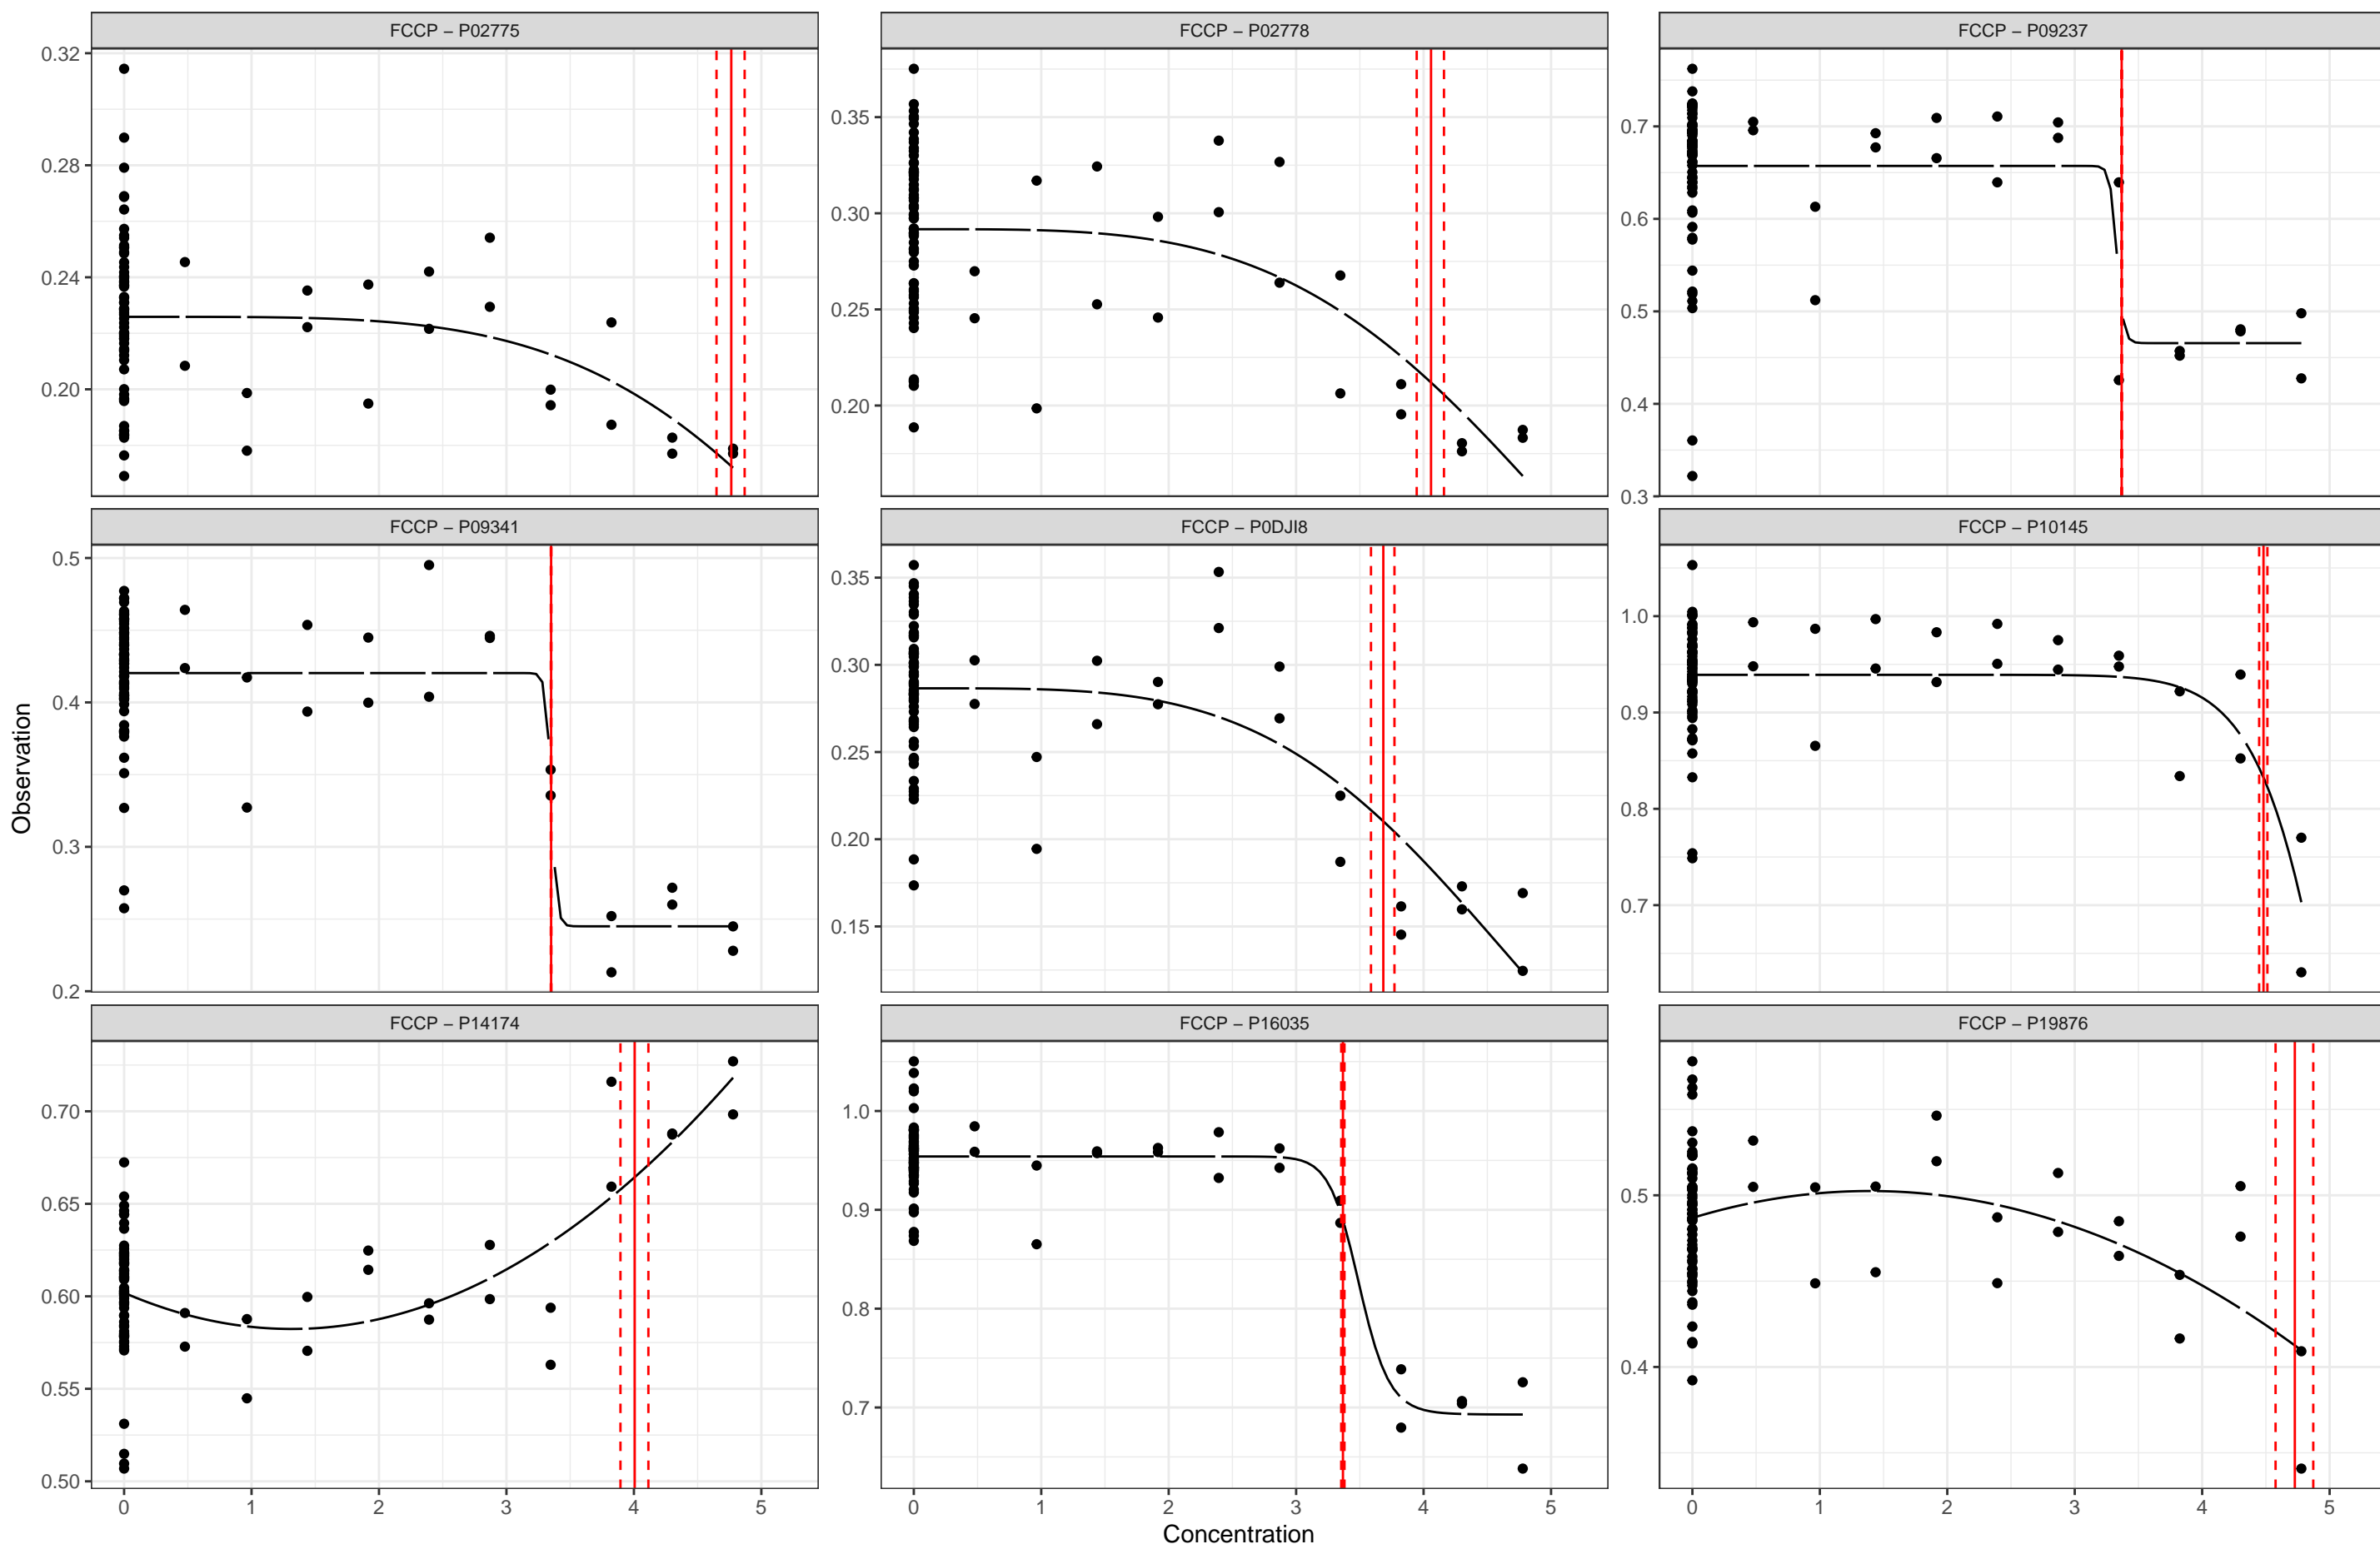 FCCP – P02775
FCCP – P02778
FCCP – P09237
0.32
0.28
0.24
0.20
0.35
0.30
0.25
0.20
0.7
0.6
0.5
0.4
0.3
FCCP – P09341
FCCP – P0DJI8
FCCP – P10145
0.5
0.4
0.3
0.2
0.35
0.30
0.25
0.20
0.15
1.0
0.9
0.8
0.7
Observation
FCCP – P14174
FCCP – P16035
FCCP – P19876
0.70
0.65
0.60
0.55
0.50
1.0
0.9
0.8
0.7
0.5
0.4
0 1 2 3 4 5
0 1 2 3 4 5
0 1 2 3 4 5
Concentration